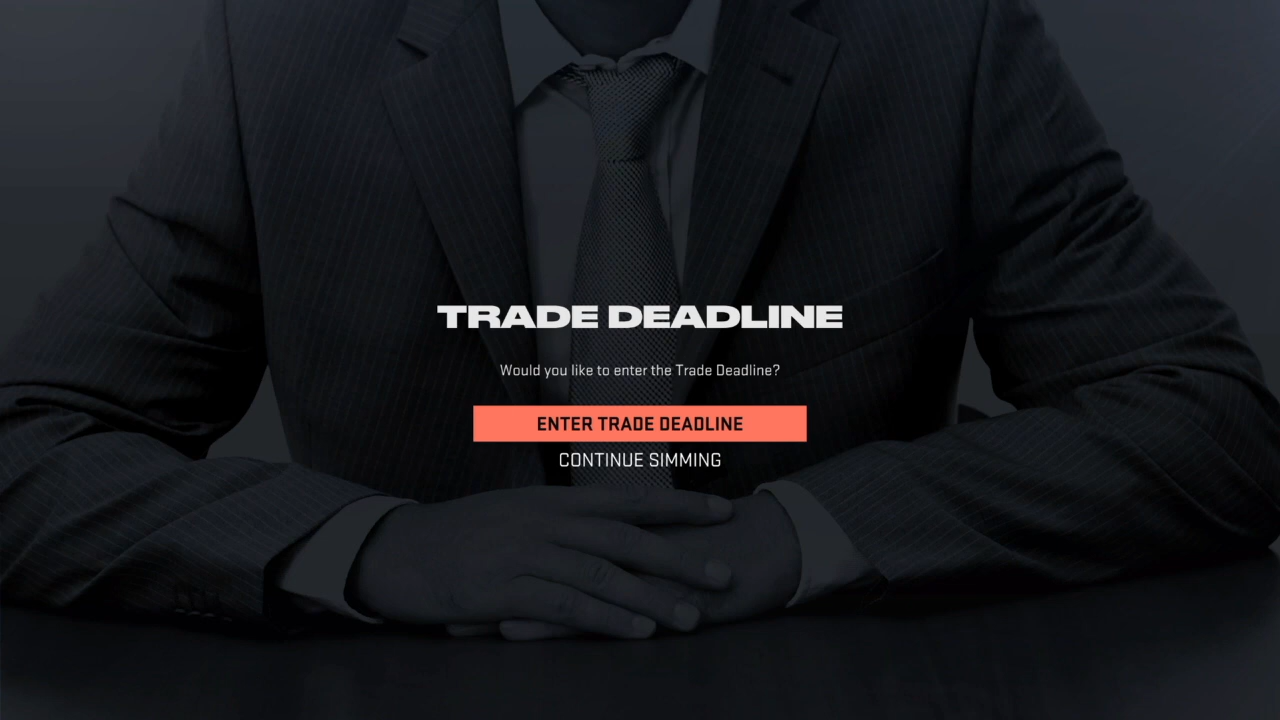 TRADE DEADLINE
Would you like to enter the Trade Deadline?
ENTER TRADE DEADLINE
CONTINUE SIMMING